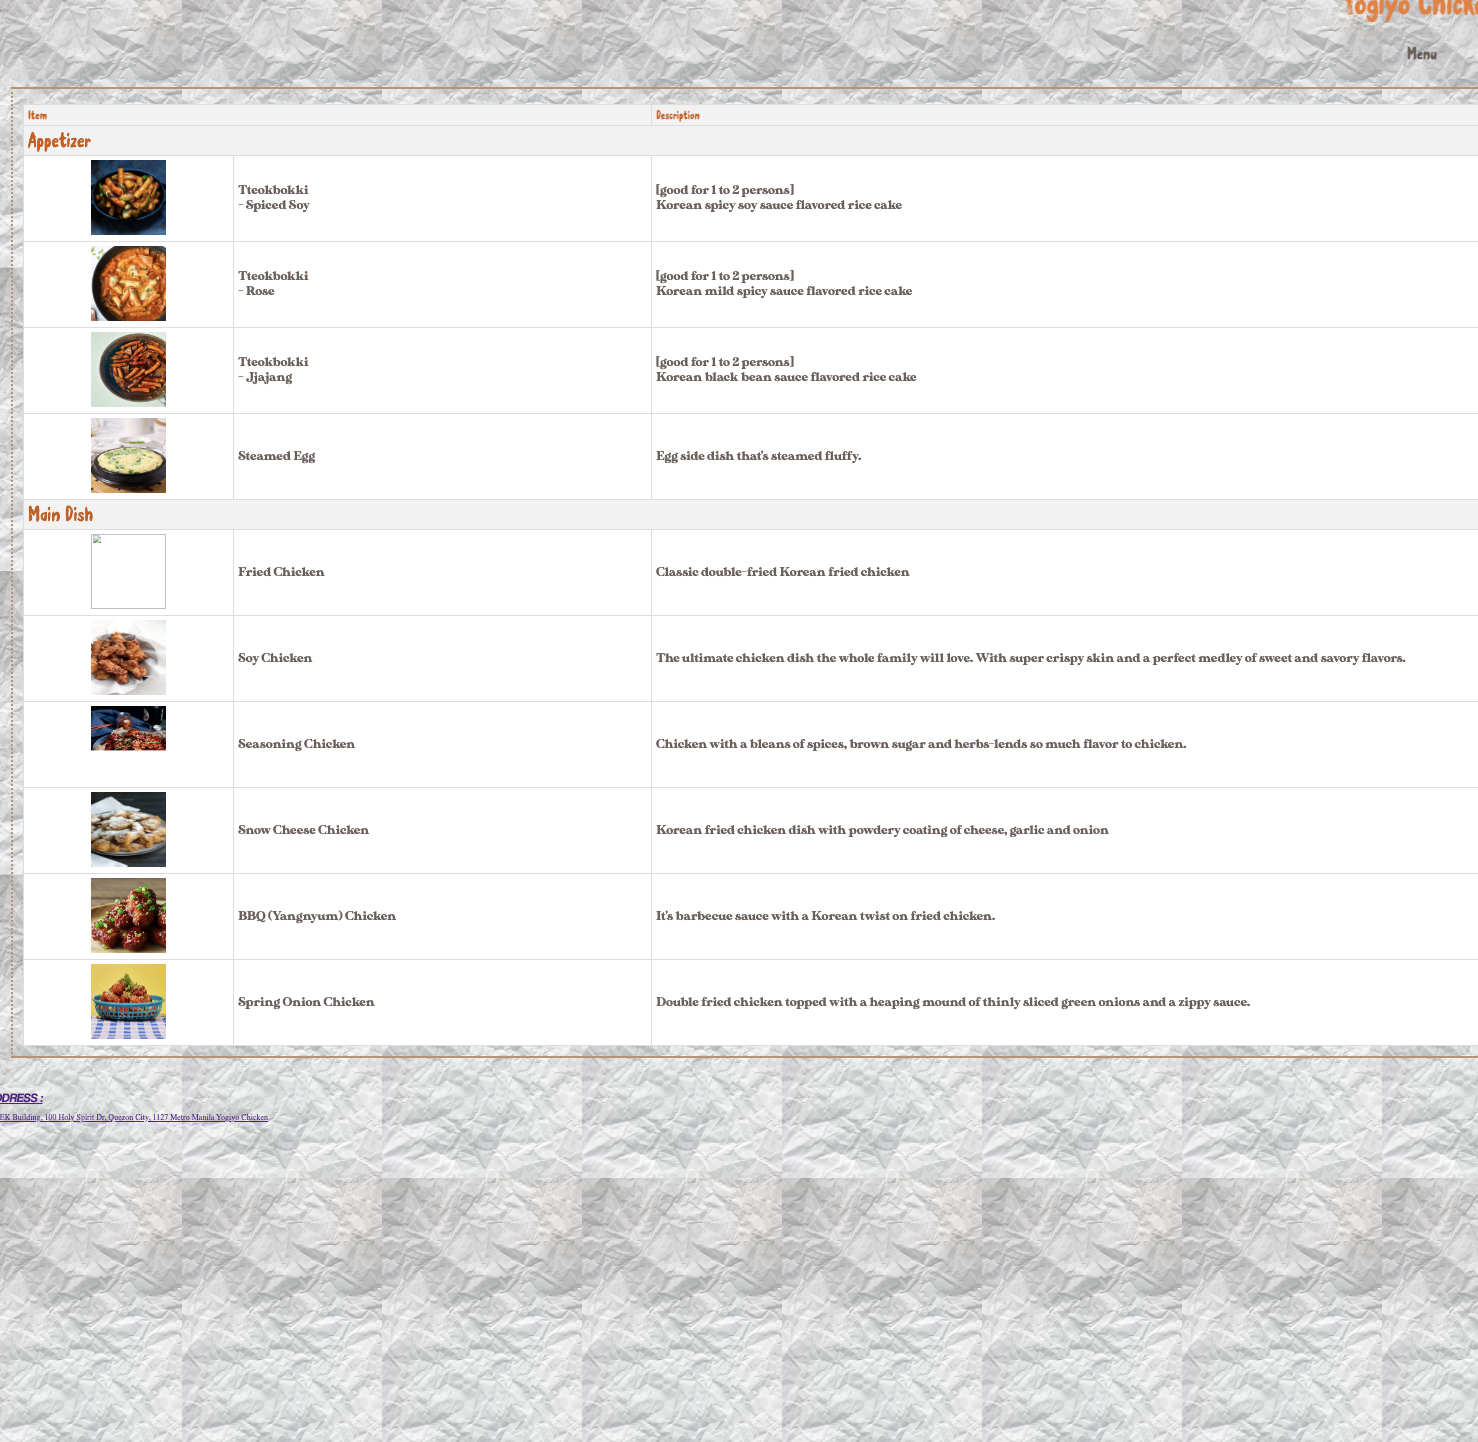 Yogiyo Chick
Menu
Item Description
Appetizer
Tteokbokki
- Spiced Soy
[good for 1 to 2 persons]
Korean spicy soy sauce flavored rice cake
Tteokbokki
- Rose
[good for 1 to 2 persons]
Korean mild spicy sauce flavored rice cake
Tteokbokki
- Jjajang
[good for 1 to 2 persons]
Korean black bean sauce flavored rice cake
Steamed Egg
Egg side dish that's steamed fluffy.
Main Dish
Fried Chicken
Classic double-fried Korean fried chicken
Soy Chicken
The ultimate chicken dish the whole family will love. With super crispy skin and a perfect medley of sweet and savory flavors.
Seasoning Chicken
Chicken with a bleans of spices, brown sugar and herbs-lends so much flavor to chicken.
Snow Cheese Chicken
Korean fried chicken dish with powdery coating of cheese, garlic and onion
BBQ (Yangnyum) Chicken
It's barbecue sauce with a Korean twist on fried chicken.
Spring Onion Chicken
Double fried chicken topped with a heaping mound of thinly sliced green onions and a zippy sauce.
DDRESS :
EK Building, 100 Holy Spirit Dr, Quezon City, 1127 Metro Manila Yogiyo Chicken